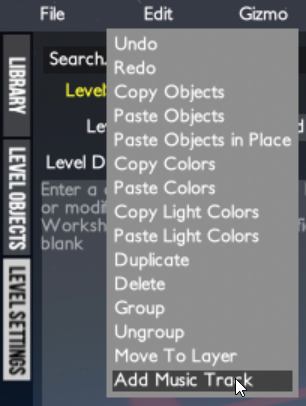 File Edit Gizmo
Undo
Redo
Copy Objects
Paste Objects
Paste Objects in Place
Copy Colors
Paste Colors
Copy Light Colors
Paste Light Colors
Duplicate
Delete
Group
Ungroup
Move To Layer
Add Music Track
LIBRARY
LEVEL OBJECTS
LEVEL SETTINGS
Search.
Level
Le
Level D
Enter a
or modi
Worksh
blank